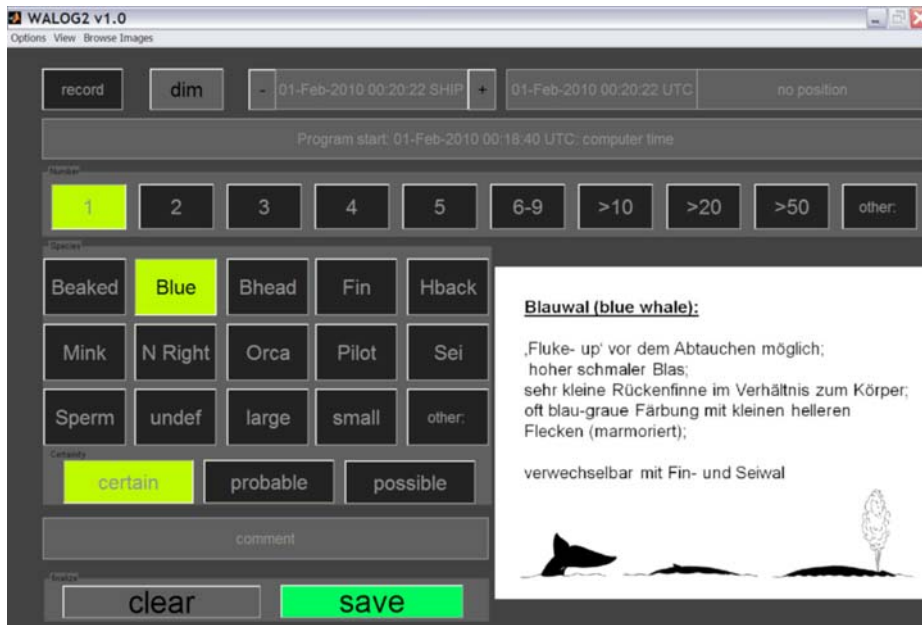 WALOG2 v1.0
Options View Browse Images
record dim - 01-Feb-2010 00:20:22 SHIP + 01-Feb-2010 00:20:22 UTC no position
Program start: 01-Feb-2010 00:18:40 UTC: computer time
Number
1 2 3 4 5 6-9 >10 >20 >50 other:
Species
Beaked Blue Bhead Fin Hback
Mink N Right Orca Pilot Sei
Sperm undef large small other:
Certainity
certain probable possible
comment
finalize
clear save
Blauwal (blue whale):
‚Fluke- up‘ vor dem Abtauchen möglich;
hoher schmaler Blas;
sehr kleine Rückenfinne im Verhältnis zum Körper;
oft blau-graue Färbung mit kleinen helleren
Flecken (marmoriert);
verwechselbar mit Fin- und Seiwal